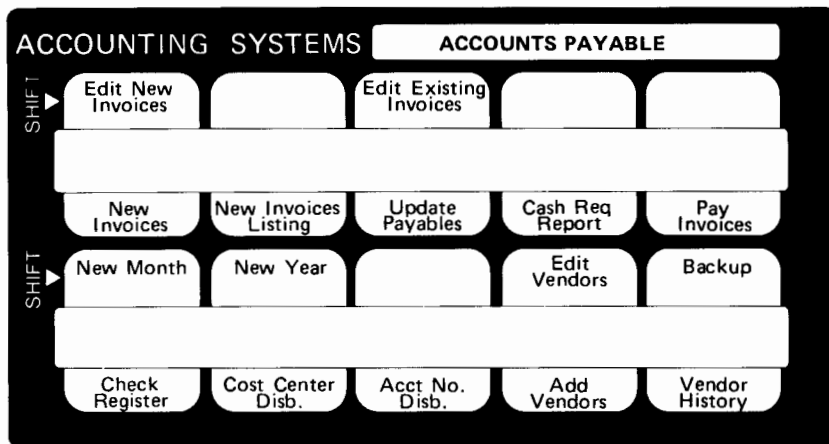 ACCOUNTING SYSTEMS ACCOUNTS PAYABLE
SHIFT
Edit New
Invoices
Edit Existing
Invoices
New
Invoices
New Invoices
Listing
Update
Payables
Cash Req
Report
Pay
Invoices
SHIFT
New Month
New Year
Edit
Vendors
Backup
Check
Register
Cost Center
Disb.
Acct No.
Disb.
Add
Vendors
Vendor
History